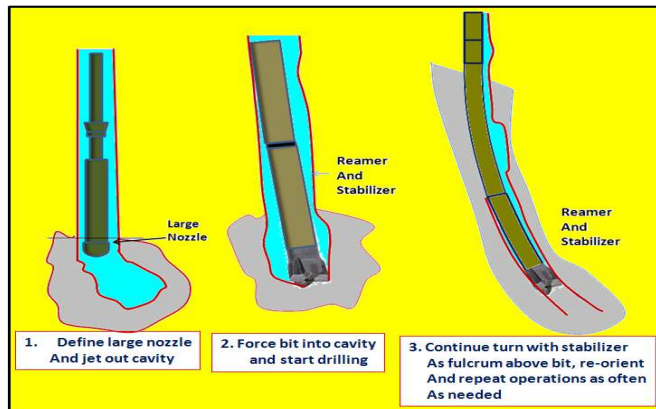 Large
Nozzle
1. Define large nozzle
And jet out cavity
Reamer
And
Stabilizer
2. Force bit into cavity
and start drilling
Reamer
And
Stabilizer
3. Continue turn with stabilizer
As fulcrum above bit, re-orient
And repeat operations as often
As needed